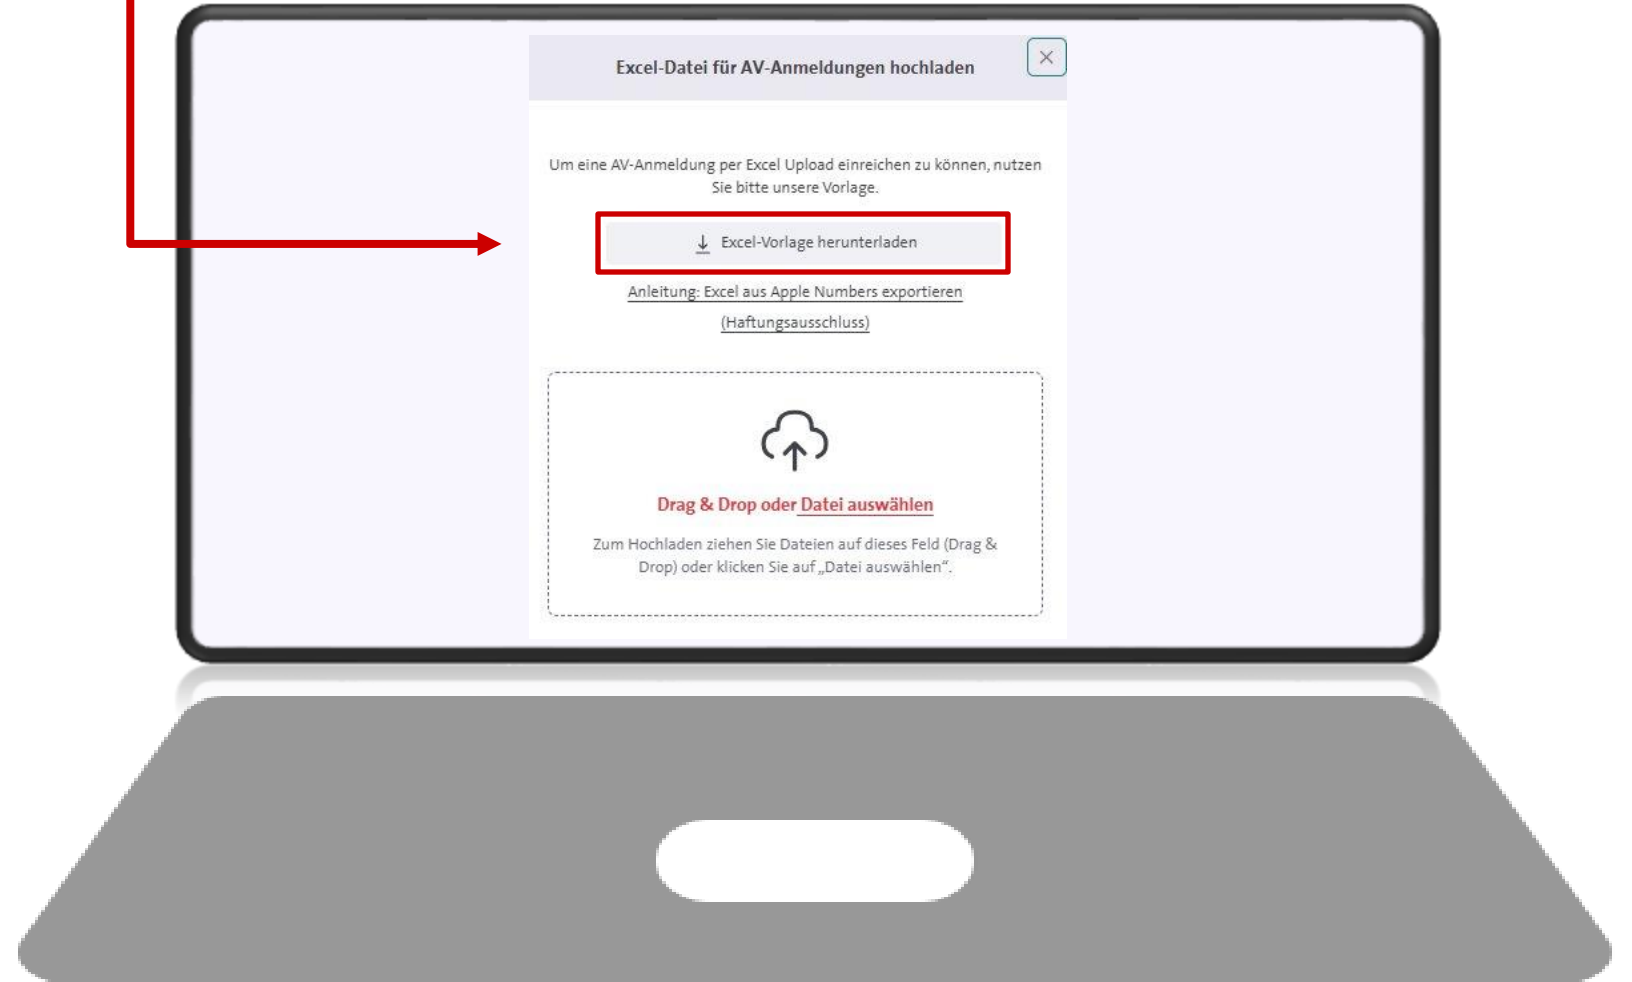 Excel-Datei für AV-Anmeldungen hochladen
Um eine AV-Anmeldung per Excel Upload einreichen zu können, nutzen
Sie bitte unsere Vorlage.
Excel-Vorlage herunterladen
Anleitung: Excel aus Apple Numbers exportieren
(Haftungsausschluss)
Drag & Drop oder Datei auswählen
Zum Hochladen ziehen Sie Dateien auf dieses Feld (Drag &
Drop) oder klicken Sie auf „Datei auswählen“.